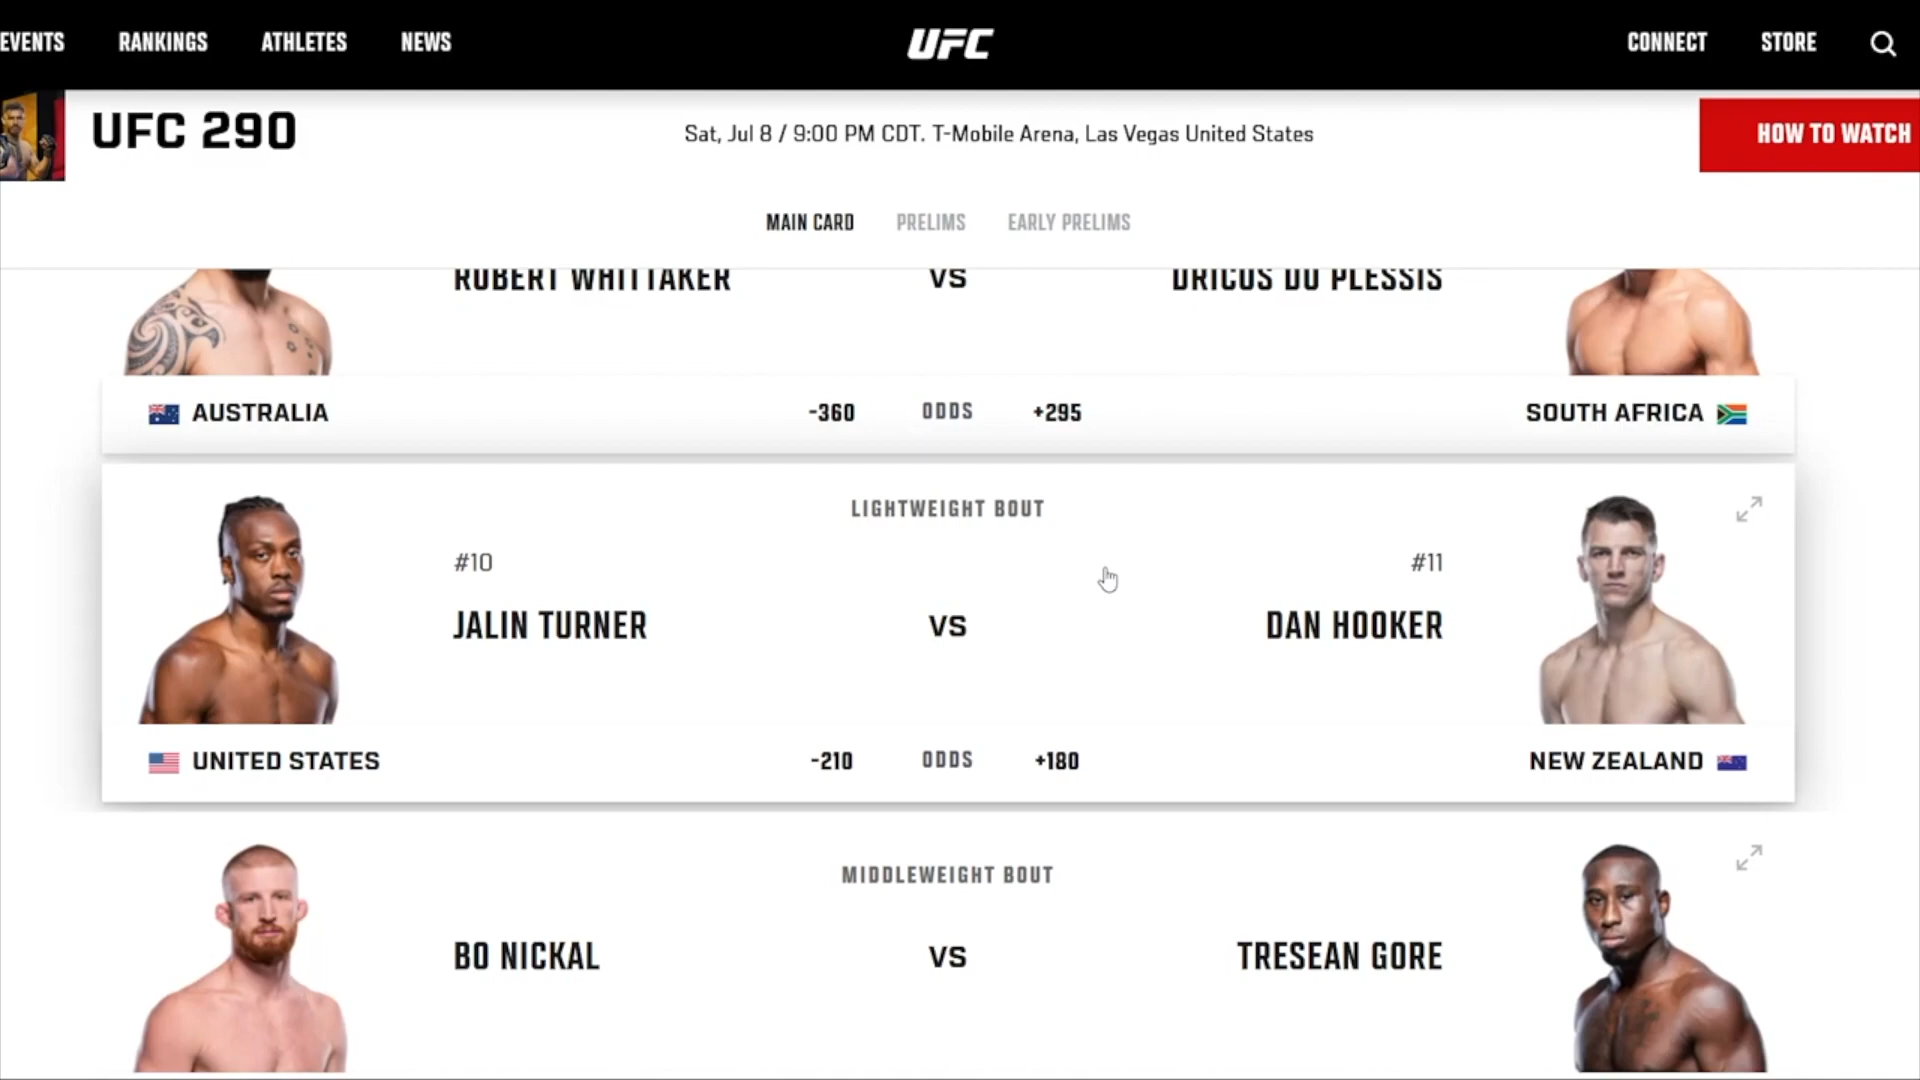 EVENTS RANKINGS ATHLETES NEWS UFC CONNECT STORE
UFC 290 Sat, Jul 8 / 9:00 PM CDT. T-Mobile Arena, Las Vegas United States HOW TO WATCH
MAIN CARD PRELIMS EARLY PRELIMS
ROBERT WHITTAKER VS DRICUS DU PLESSIS
AUSTRALIA -360 ODDS +295 SOUTH AFRICA
LIGHTWEIGHT BOUT
#10 #11
JALIN TURNER VS DAN HOOKER
UNITED STATES -210 ODDS +180 NEW ZEALAND
MIDDLEWEIGHT BOUT
BO NICKAL VS TRESEAN GORE